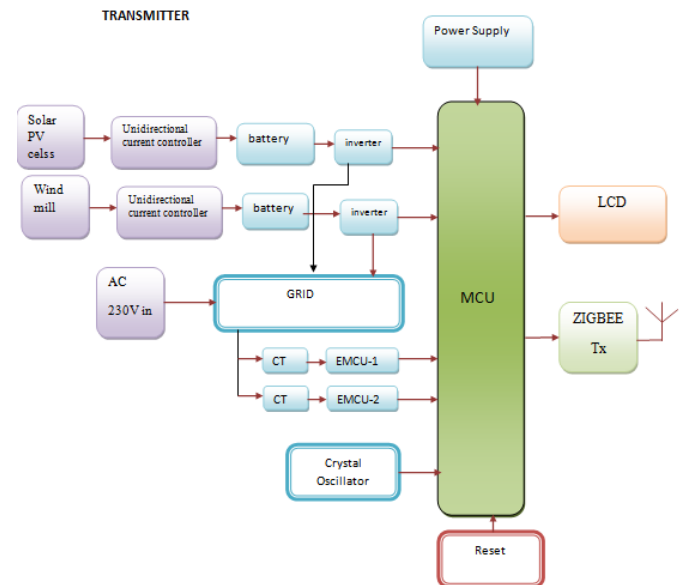 TRANSMITTER
Power Supply
Solar
PV
celss
Unidirectional
current controller
battery
inverter
Wind
mill
Unidirectional
current controller
battery
inverter
LCD
AC
230V in
GRID
MCU
ZIGBEE
Tx
CT
EMCU-1
CT
EMCU-2
Crystal
Oscillator
Reset